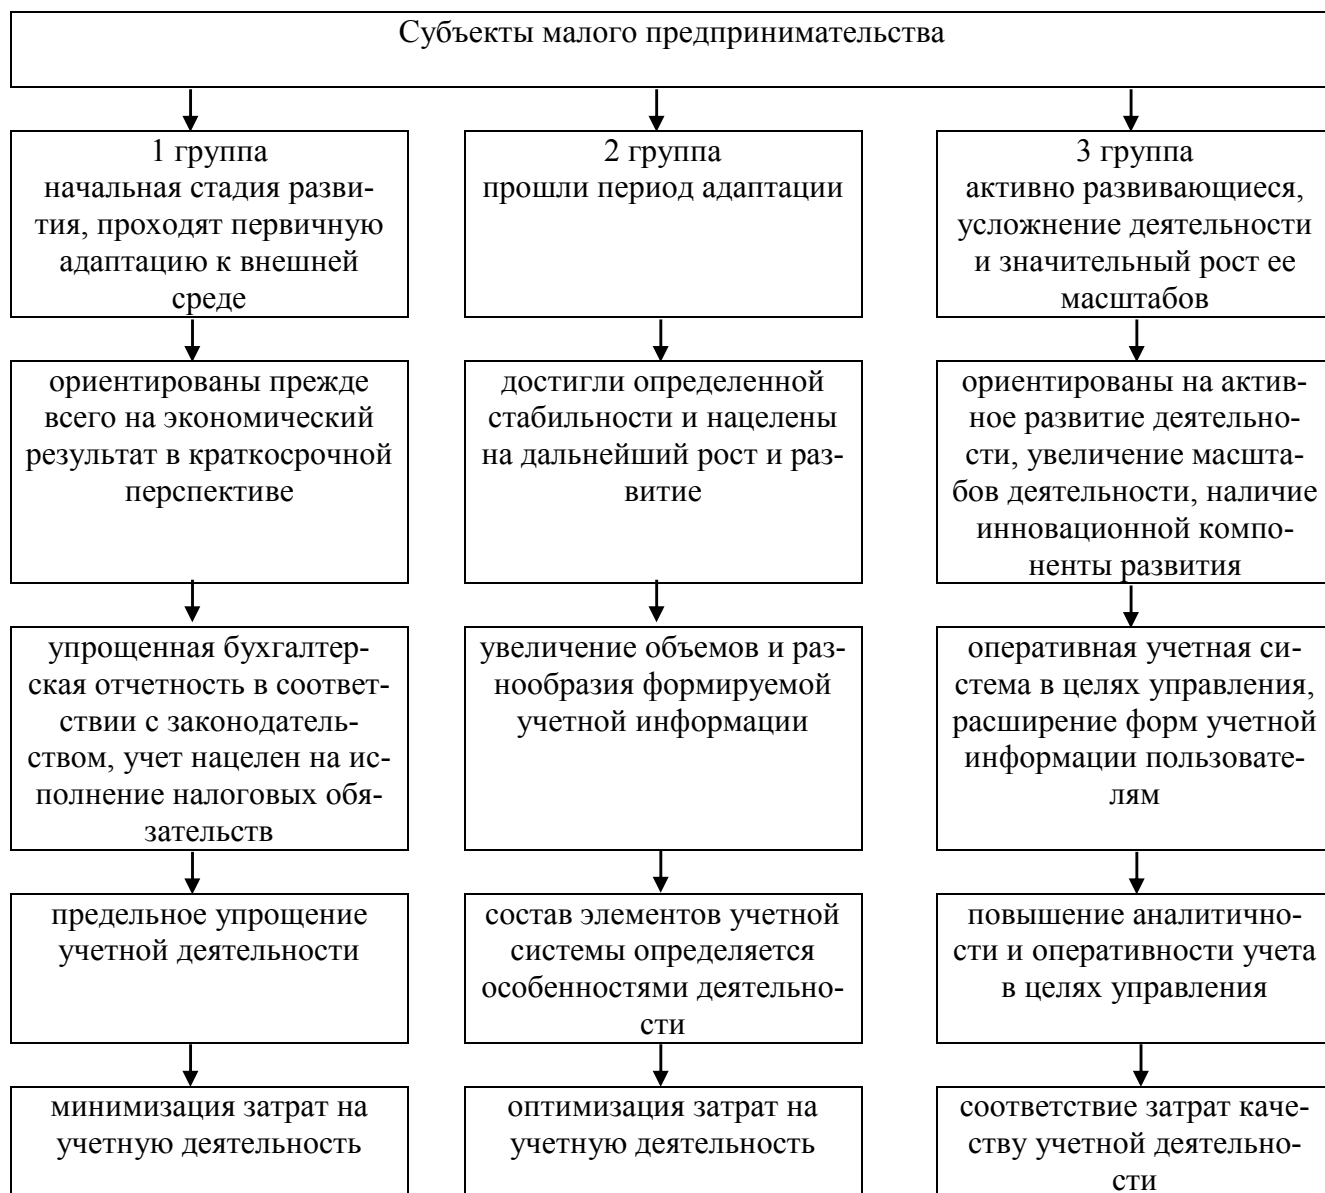 Субъекты малого предпринимательства
1 группа
начальная стадия разви-
тия, проходят первичную
адаптацию к внешней
среде
2 группа
прошли период адаптации
3 группа
активно развивающиеся,
усложнение деятельности
и значительный рост ее
масштабов
ориентированы прежде
всего на экономический
результат в краткосрочной
перспективе
достигли определенной
стабильности и нацелены
на дальнейший рост и раз-
витие
ориентированы на актив-
ное развитие деятельно-
сти, увеличение масшта-
бов деятельности, наличие
инновационной компо-
ненты развития
упрощенная бухгалтер-
ская отчетность в соответ-
ствии с законодатель-
ством, учет нацелен на ис-
полнение налоговых обя-
зательств
увеличение объемов и раз-
нообразия формируемой
учетной информации
оперативная учетная си-
стема в целях управления,
расширение форм учетной
информации пользовате-
лям
предельное упрощение
учетной деятельности
состав элементов учетной
системы определяется
особенностями деятельно-
сти
повышение аналитично-
сти и оперативности учета
в целях управления
минимизация затрат на
учетную деятельность
оптимизация затрат на
учетную деятельность
соответствие затрат каче-
ству учетной деятельно-
сти